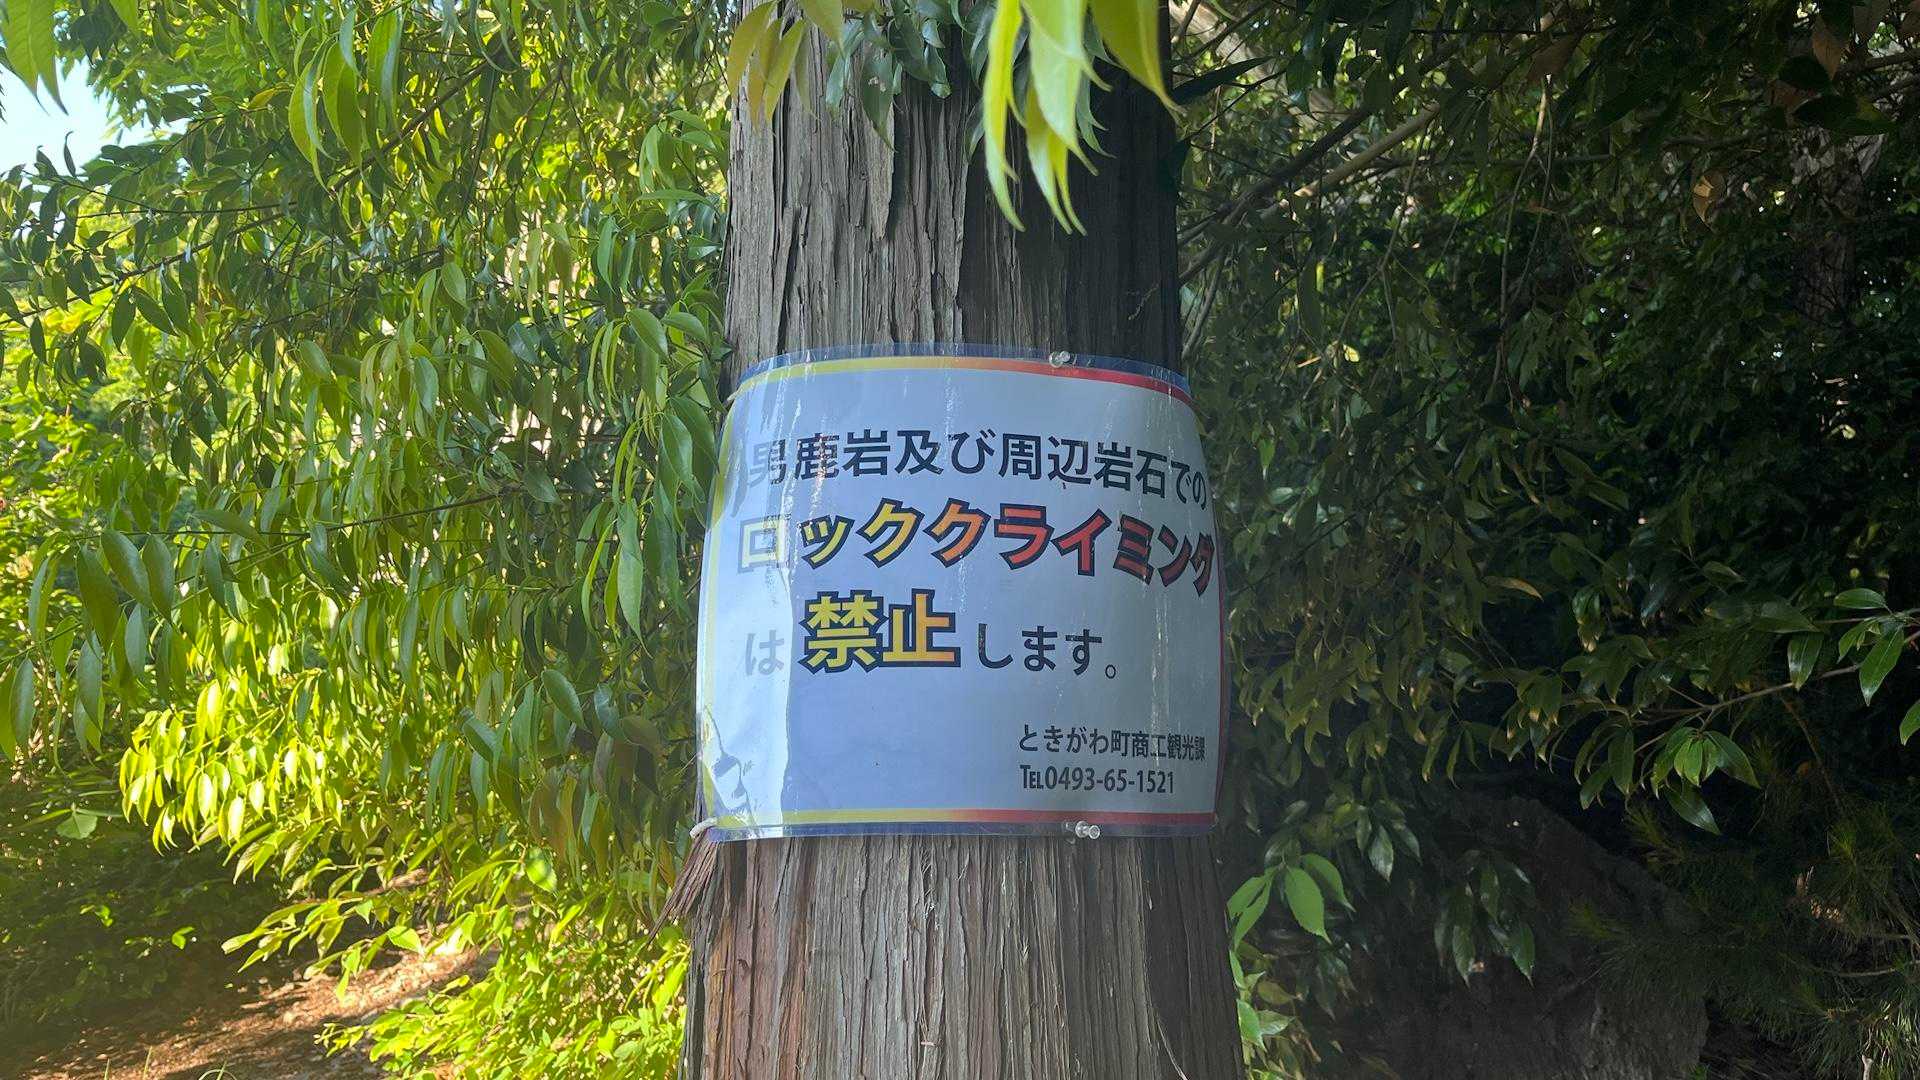 男鹿岩及び周辺岩石での
ロッククライミング
は禁止します。
ときがわ町商工観光課
℡0493-65-1521